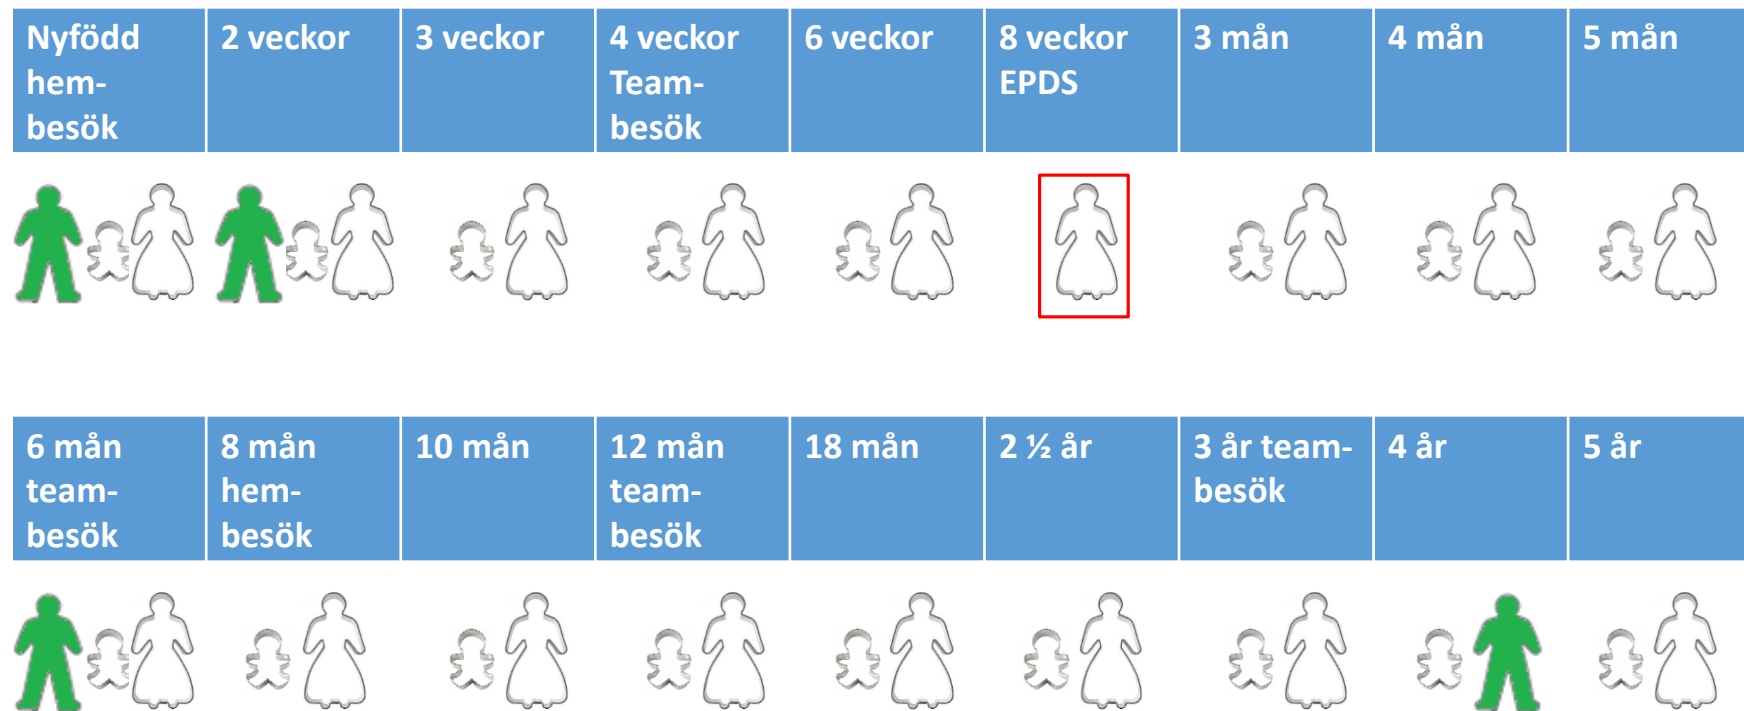 Nyfödd
hem-
besök
2 veckor
3 veckor
4 veckor
Team-
besök
6 veckor
8 veckor
EPDS
3 mån
4 mån
5 mån
6 mån
team-
besök
8 mån
hem-
besök
10 mån
12 mån
team-
besök
18 mån
2 ½ år
3 år team-
besök
4 år
5 år